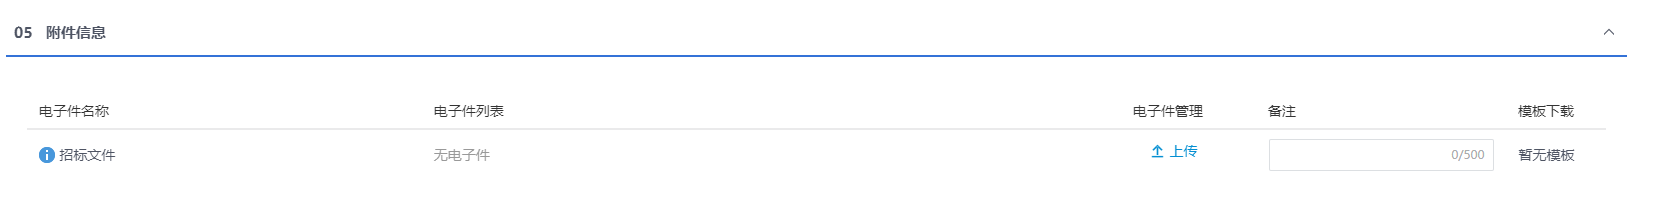 05 附件信息
电子件名称 电子件列表 电子件管理 备注 模板下载
招标文件 无电子件 上传 0/500 暂无模板